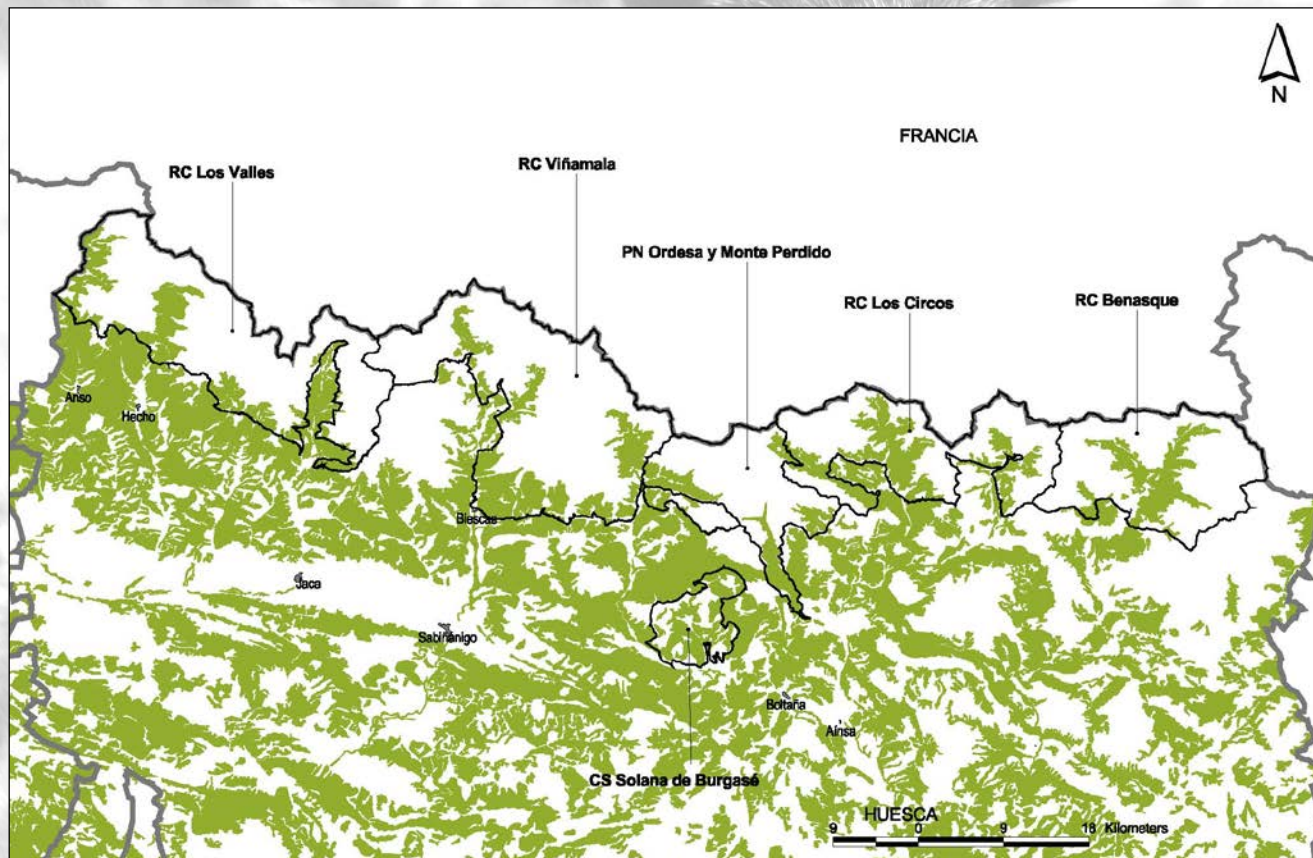 N
FRANCIA
RC Los Valles
RC Viñamala
PN Ordesa y Monte Perdido
RC Los Circos
RC Benasque
Anso
Hecho
Biescas
Jaca
Sabiñánigo
Boltaña
Aínsa
CS Solana de Burgasé
HUESCA
9 0 9 18 Kilometers